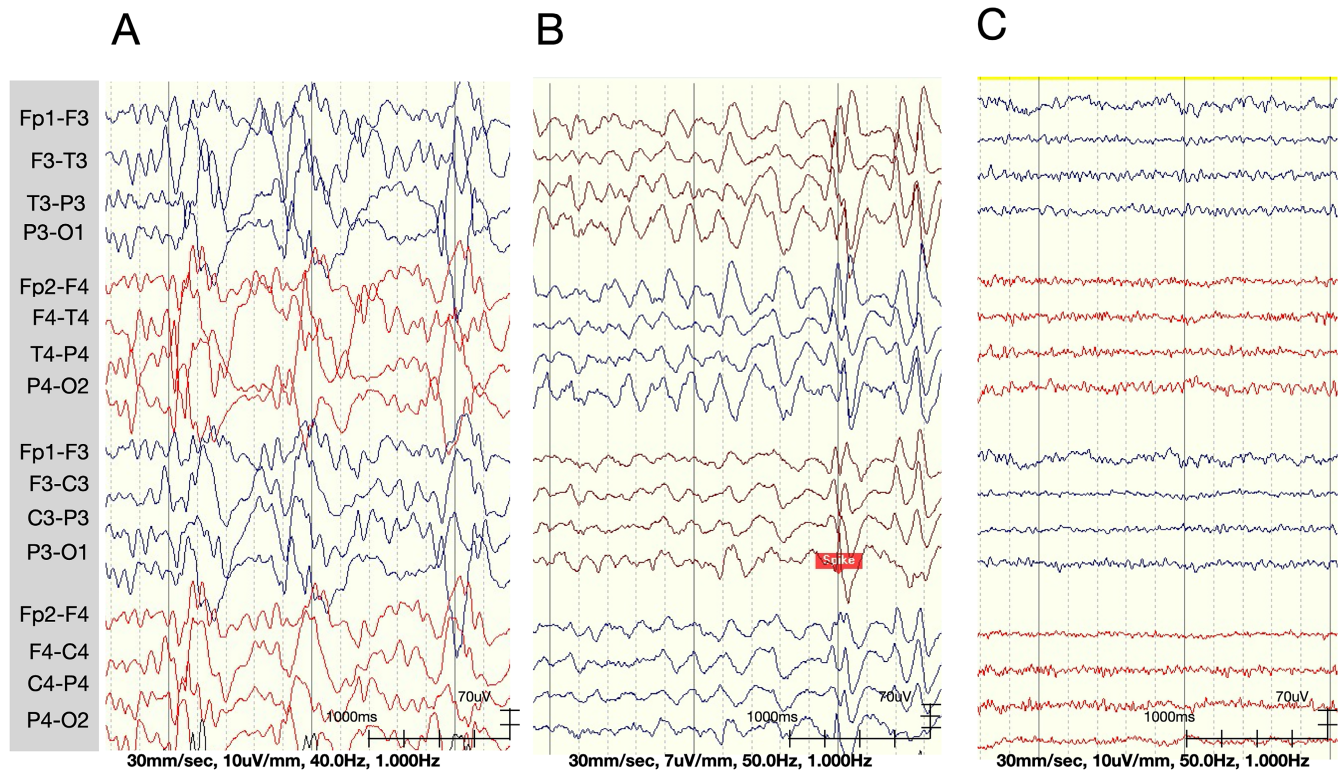 A
B
C
Fp1-F3
F3-T3
T3-P3
P3-O1
Fp2-F4
F4-T4
T4-P4
P4-O2
Fp1-F3
F3-C3
C3-P3
P3-O1
Fp2-F4
F4-C4
C4-P4
P4-O2
Spike
70uV
1000ms
70uV
1000ms
70uV
1000ms
30mm/sec, 10uV/mm, 40.0Hz, 1.000Hz
30mm/sec, 7uV/mm, 50.0Hz, 1.000Hz
30mm/sec, 10uV/mm, 50.0Hz, 1.000Hz